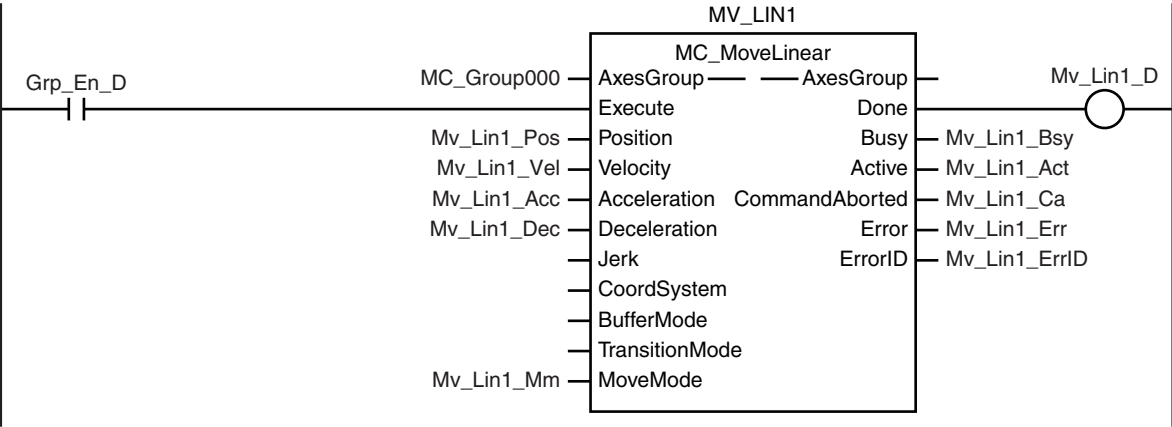 MV_LIN1
MC_MoveLinear
Grp_En_D
MC_Group000 AxesGroup AxesGroup Mv_Lin1_D
Execute Done
Mv_Lin1_Pos Position Busy Mv_Lin1_Bsy
Mv_Lin1_Vel Velocity Active Mv_Lin1_Act
Mv_Lin1_Acc Acceleration CommandAborted Mv_Lin1_Ca
Mv_Lin1_Dec Deceleration Error Mv_Lin1_Err
Jerk ErrorID Mv_Lin1_ErrID
CoordSystem
BufferMode
TransitionMode
Mv_Lin1_Mm MoveMode